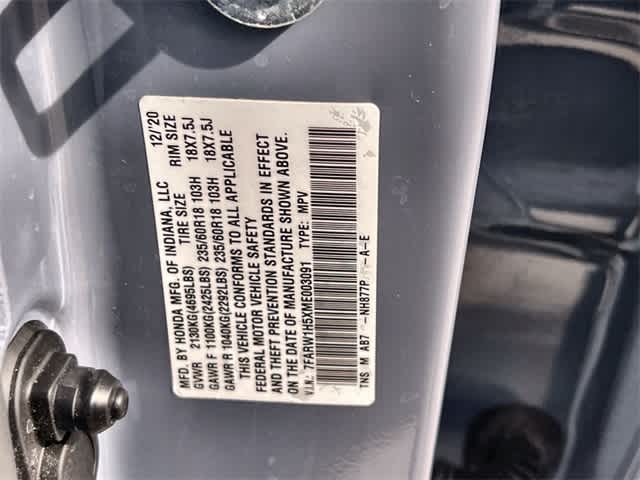 MFD. BY HONDA MFG. OF INDIANA, LLC 12/'20
TIRE SIZE RIM SIZE
GVWR 2130KG(4695LBS)
GAWR F 1100KG(2425LBS) 235/60R18 103H 18X7.5J
GAWR R 1040KG(2292LBS) 235/60R18 103H 18X7.5J
THIS VEHICLE CONFORMS TO ALL APPLICABLE
FEDERAL MOTOR VEHICLE SAFETY
AND THEFT PREVENTION STANDARDS IN EFFECT
ON THE DATE OF MANUFACTURE SHOWN ABOVE.
V.I.N.: 7FARW1H5XME003091 TYPE: MPV
TNS M AB7 -NH877P -A-E